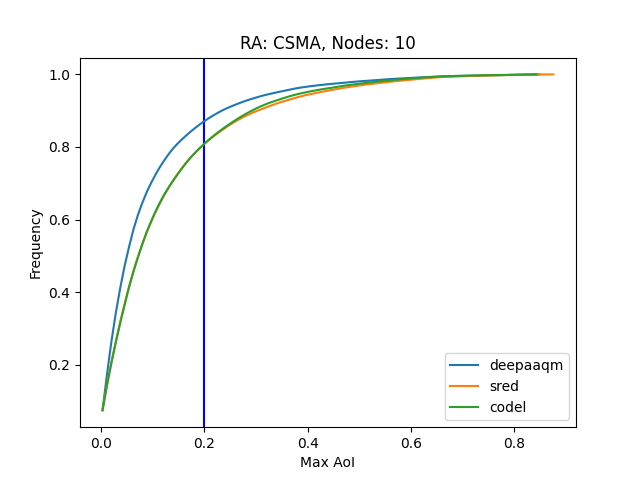 RA: CSMA, Nodes: 10
1.0
0.8
0.6
0.4
0.2
Frequency
0.0 0.2 0.4 0.6 0.8
Max AoI
deepaaqm
sred
codel